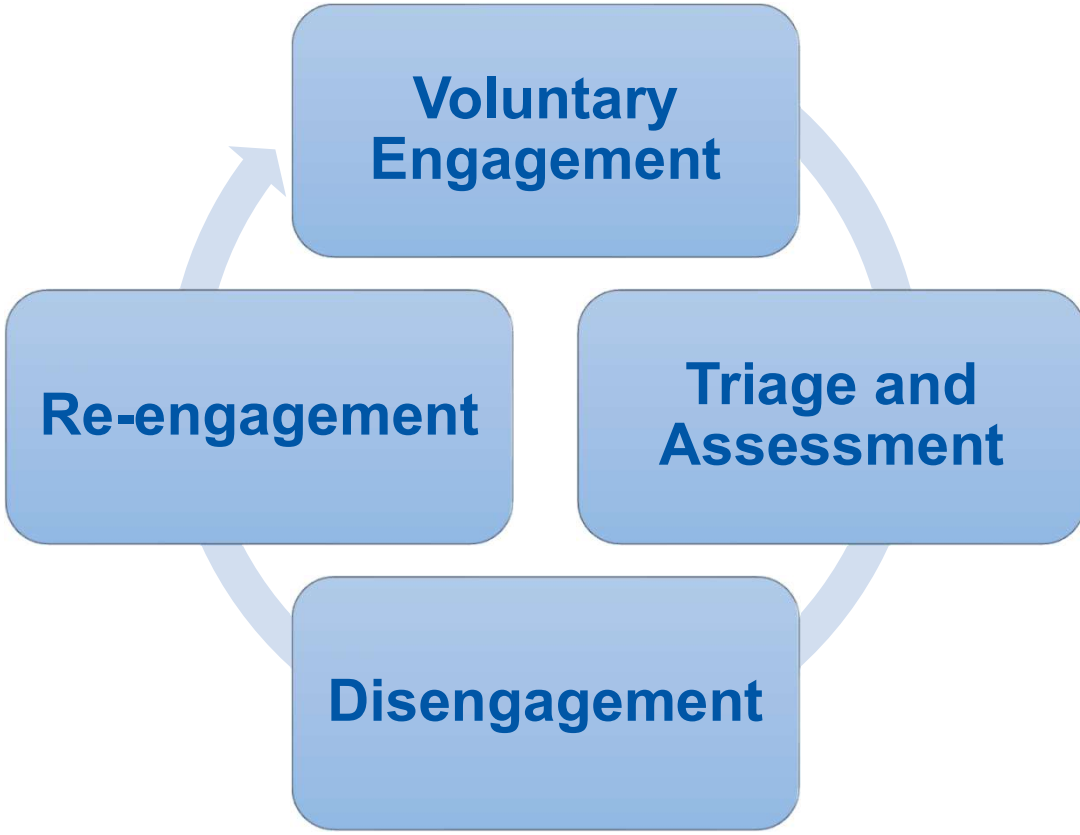 Voluntary
Engagement
Triage and
Assessment
Disengagement
Re-engagement